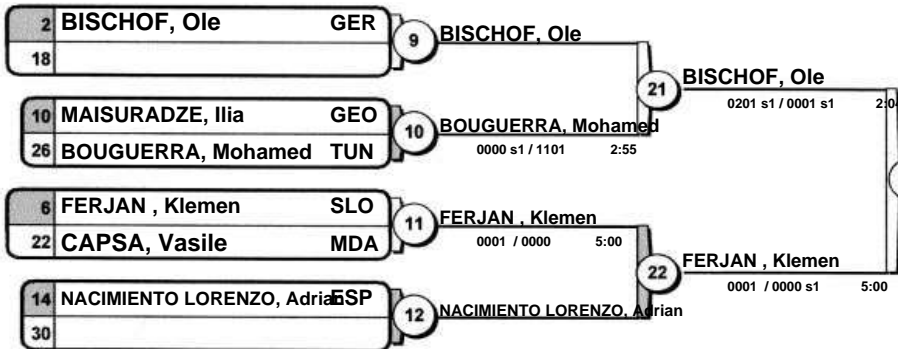 2 BISCHOF, Ole GER
18
9 BISCHOF, Ole
10 MAISURADZE, Ilia GEO
26 BOUGUERRA, Mohamed TUN
10 BOUGUERRA, Mohamed
0000 s1 / 1101 2:55
21 BISCHOF, Ole
0201 s1 / 0001 s1
6 FERJAN , Klemen SLO
22 CAPSA, Vasile MDA
11 FERJAN , Klemen
0001 / 0000 5:00
14 NACIMIENTO LORENZO, Adrian ESP
30
12 NACIMIENTO LORENZO, Adrian
22 FERJAN , Klemen
0001 / 0000 s1 5:00